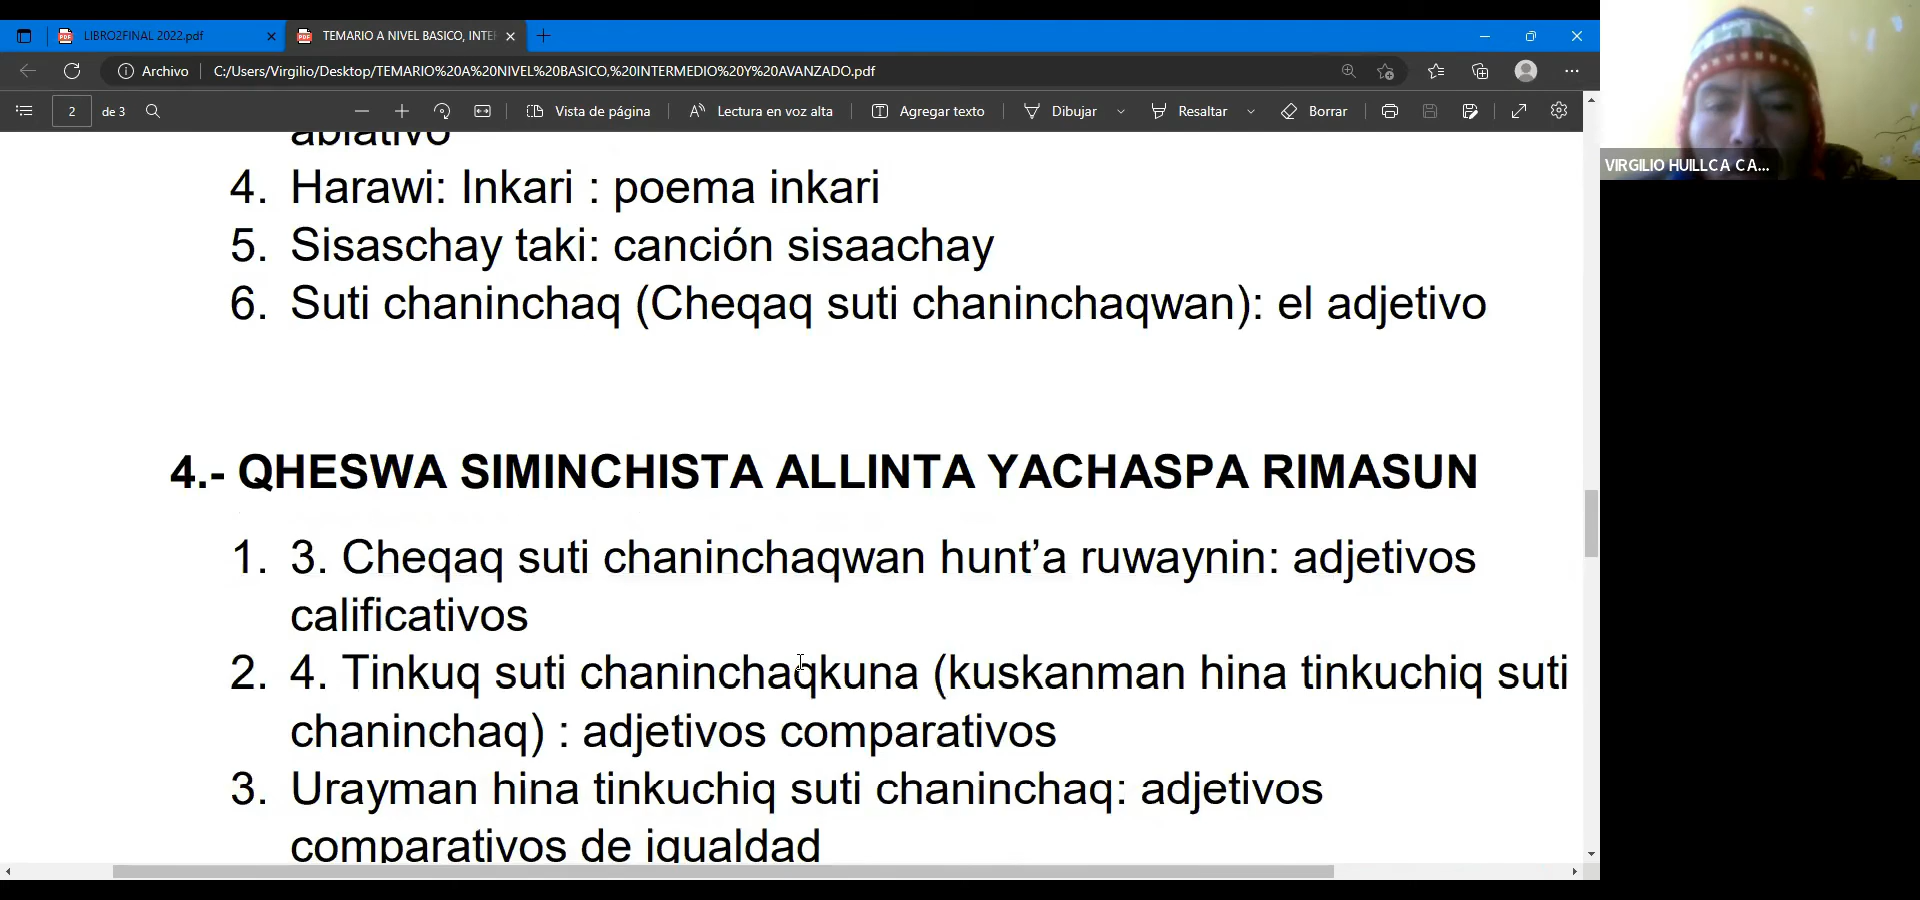 LIBRO2FINAL 2022.pdf
TEMARIO A NIVEL BASICO, INTE
Archivo
C:/Users/Virgilio/Desktop/TEMARIO%20A%20NIVEL%20BASICO,%20INTERMEDIO%20Y%20AVANZADO.pdf
2 de 3
Vista de página
Lectura en voz alta
Agregar texto
Dibujar
Resaltar
Borrar
ablativo
4. Harawi: Inkari : poema inkari
5. Sisaschay taki: canción sisaachay
6. Suti chaninchaq (Cheqaq suti chaninchaqwan): el adjetivo
4.- QHESWA SIMINCHISTA ALLINTA YACHASPA RIMASUN
1. 3. Cheqaq suti chaninchaqwan hunt’a ruwaynin: adjetivos
calificativos
2. 4. Tinkuq suti chaninchaqkuna (kuskanman hina tinkuchiq suti
chaninchaq) : adjetivos comparativos
3. Urayman hina tinkuchiq suti chaninchaq: adjetivos
comparativos de igualdad
VIRGILIO HUILLCA CA...